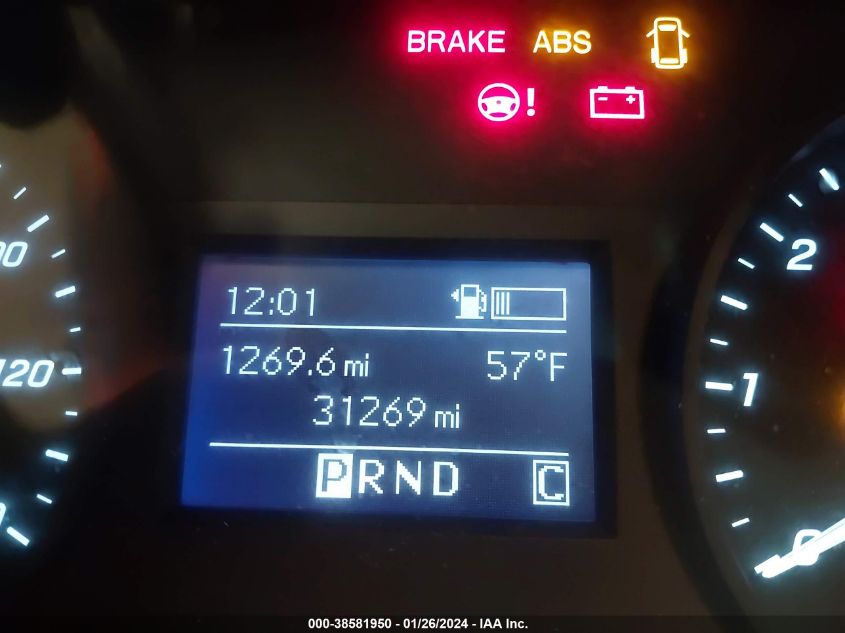 BRAKE ABS
!
- +
2
12:01
1269.6 mi 57°F
120
1
31269 mi
P R N D C
0
000-38581950 - 01/26/2024 - IAA Inc.